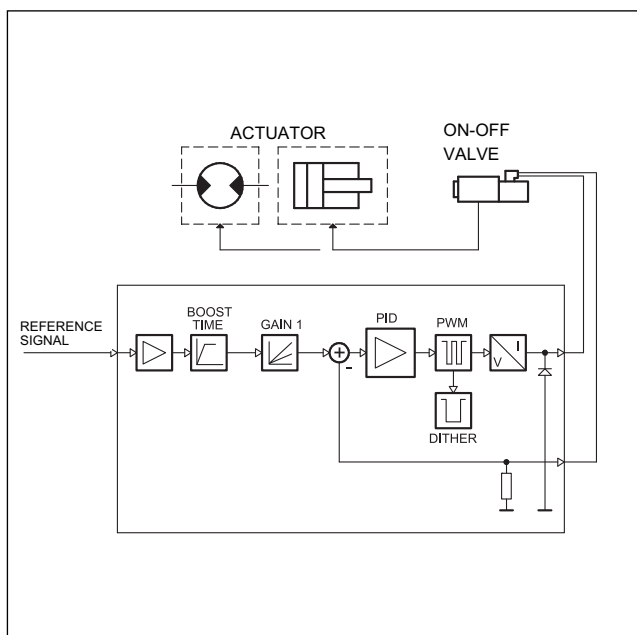 ACTUATOR
ON-OFF
VALVE
REFERENCE
SIGNAL
BOOST
TIME
GAIN 1
PID
PWM
I
V
-
DITHER